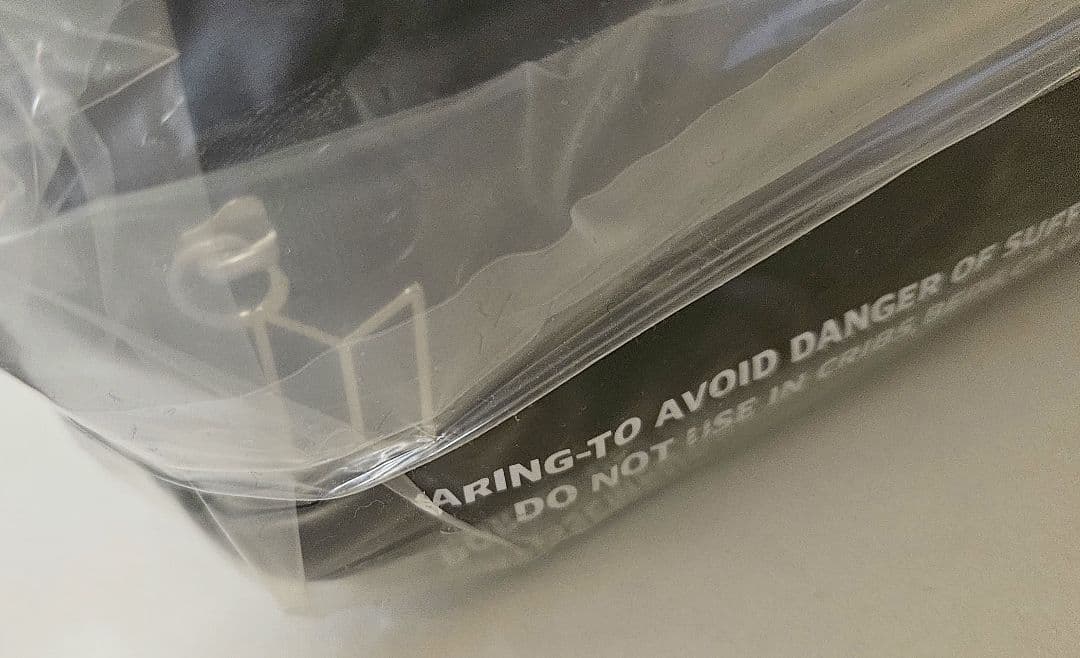 ARING-TO AVOID DANGER OF SUFF
DO NOT USE IN CRIBS,